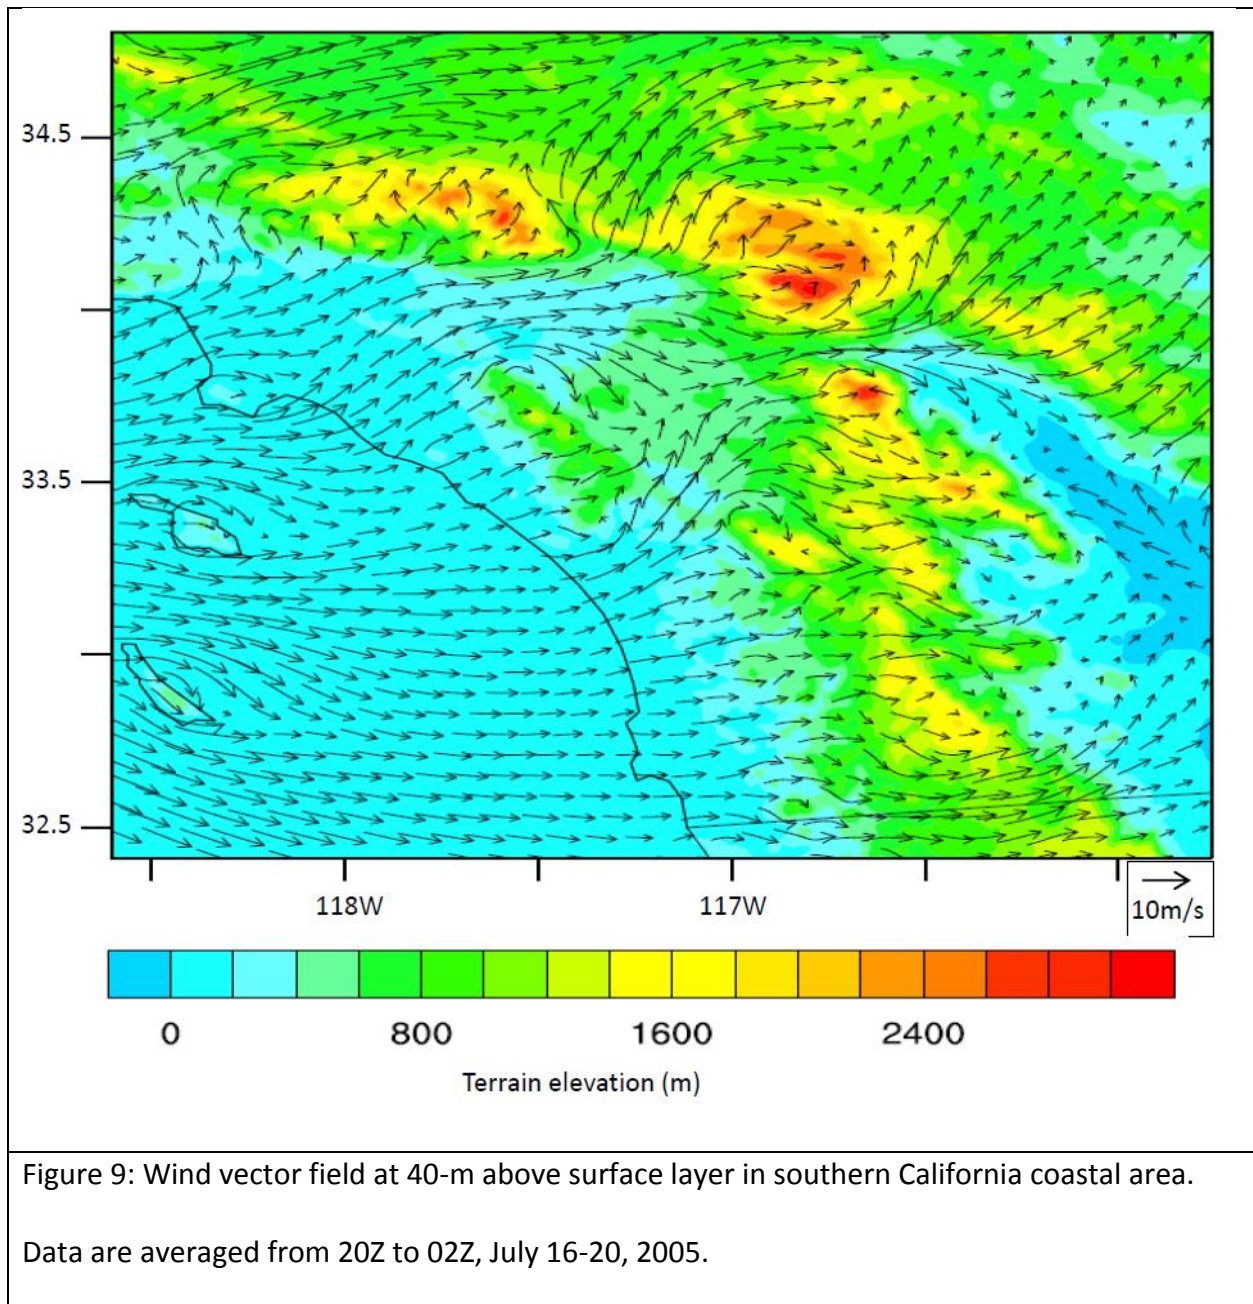 34.5
33.5
32.5
118W
117W
10m/s
0 800 1600 2400
Terrain elevation (m)
Figure 9: Wind vector field at 40-m above surface layer in southern California coastal area.
Data are averaged from 20Z to 02Z, July 16-20, 2005.